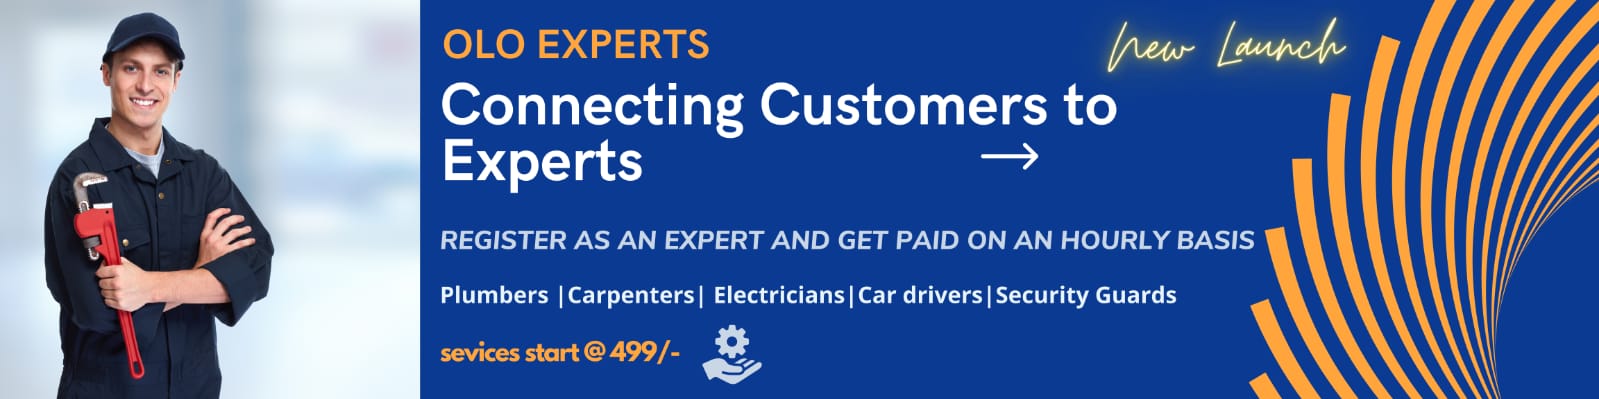 OLO EXPERTS
New Launch
Connecting Customers to
Experts
REGISTER AS AN EXPERT AND GET PAID ON AN HOURLY BASIS
Plumbers |Carpenters| Electricians|Car drivers|Security Guards
sevices start @ 499/-